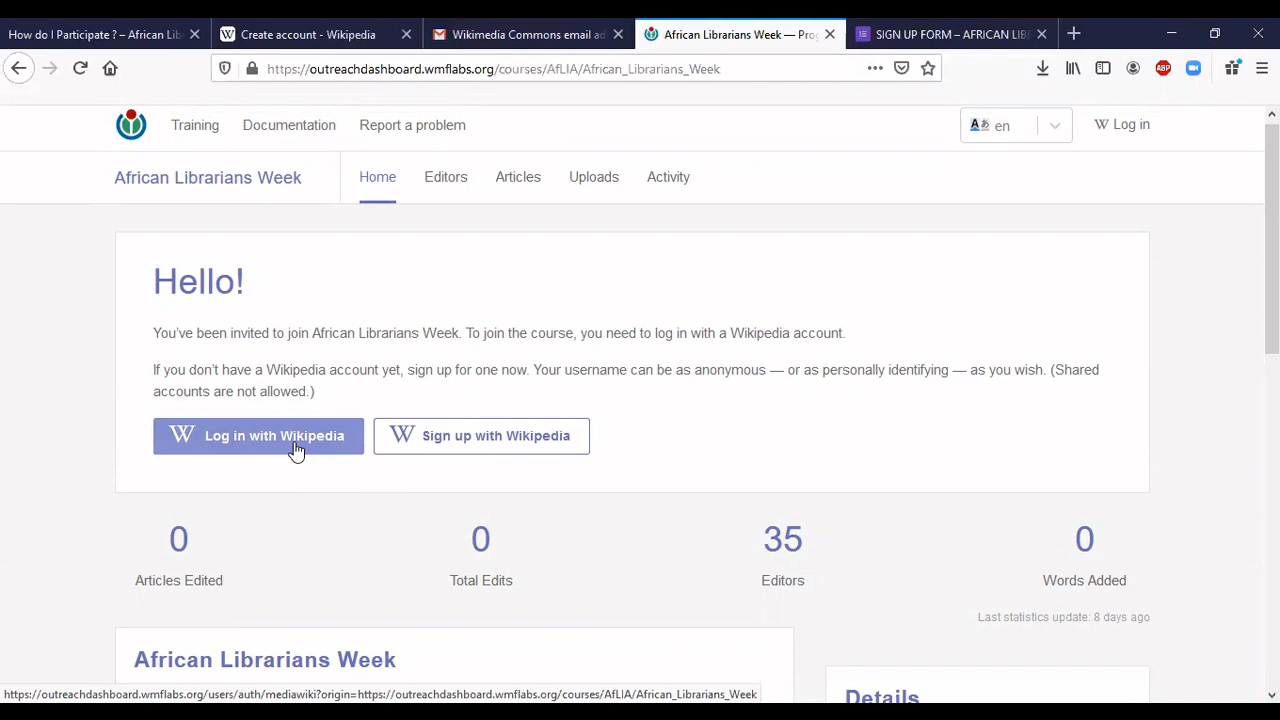 How do I Participate ? – African Lib
Create account - Wikipedia
Wikimedia Commons email ad
African Librarians Week — Pro
SIGN UP FORM – AFRICAN LIB
https://outreachdashboard.wmflabs.org/courses/AfLIA/African_Librarians_Week
ABP
Training
Documentation
Report a problem
en
Log in
African Librarians Week
Home
Editors
Articles
Uploads
Activity
Hello!
You've been invited to join African Librarians Week. To join the course, you need to log in with a Wikipedia account.
If you don't have a Wikipedia account yet, sign up for one now. Your username can be as anonymous — or as personally identifying — as you wish. (Shared
accounts are not allowed.)
W Log in with Wikipedia
W Sign up with Wikipedia
0
0
35
0
Articles Edited
Total Edits
Editors
Words Added
Last statistics update: 8 days ago
African Librarians Week
Details
https://outreachdashboard.wmflabs.org/users/auth/mediawiki?origin=https://outreachdashboard.wmflabs.org/courses/AfLIA/African_Librarians_Week